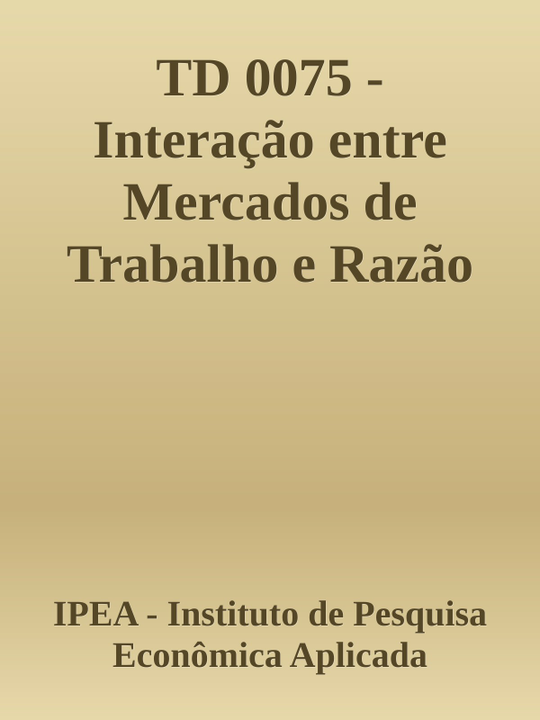 TD 0075 -
Interação entre
Mercados de
Trabalho e Razão
IPEA - Instituto de Pesquisa
Econômica Aplicada